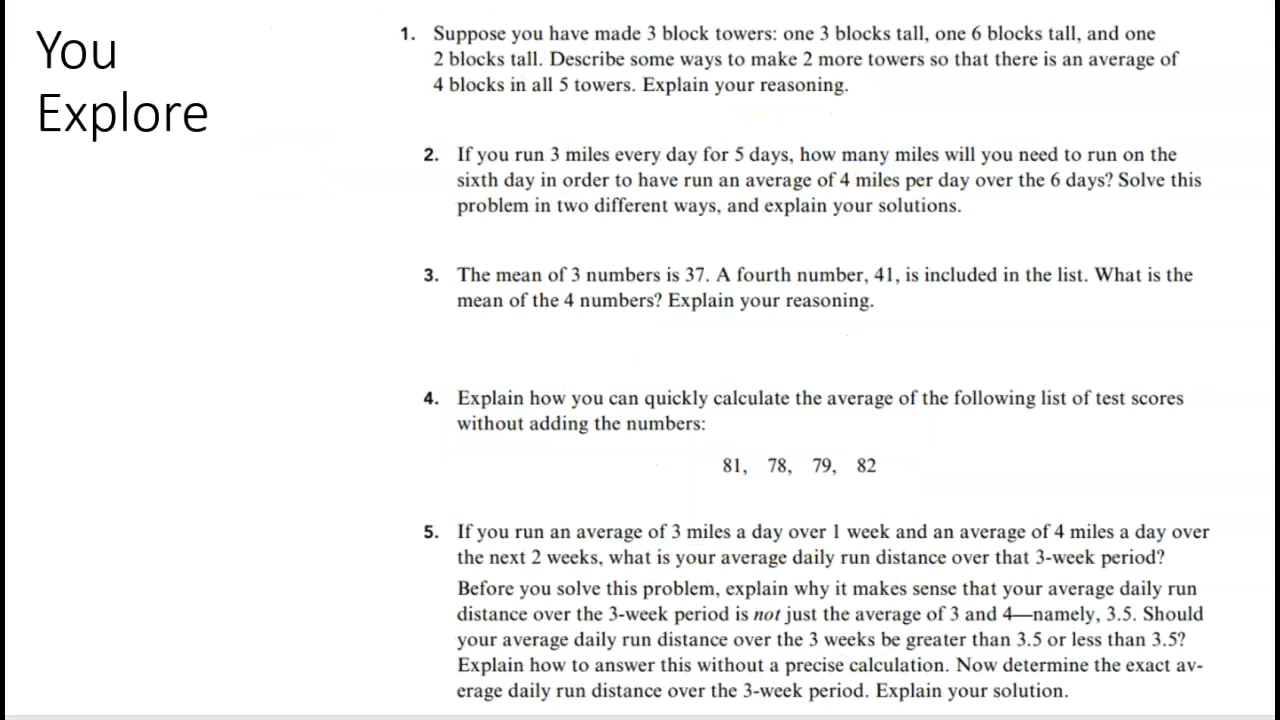 You
Explore
1. Suppose you have made 3 block towers: one 3 blocks tall, one 6 blocks tall, and one
2 blocks tall. Describe some ways to make 2 more towers so that there is an average of
4 blocks in all 5 towers. Explain your reasoning.
2. If you run 3 miles every day for 5 days, how many miles will you need to run on the
sixth day in order to have run an average of 4 miles per day over the 6 days? Solve this
problem in two different ways, and explain your solutions.
3. The mean of 3 numbers is 37. A fourth number, 41, is included in the list. What is the
mean of the 4 numbers? Explain your reasoning.
4. Explain how you can quickly calculate the average of the following list of test scores
without adding the numbers:
81, 78, 79, 82
5. If you run an average of 3 miles a day over 1 week and an average of 4 miles a day over
the next 2 weeks, what is your average daily run distance over that 3-week period?
Before you solve this problem, explain why it makes sense that your average daily run
distance over the 3-week period is not just the average of 3 and 4—namely, 3.5. Should
your average daily run distance over the 3 weeks be greater than 3.5 or less than 3.5?
Explain how to answer this without a precise calculation. Now determine the exact av-
erage daily run distance over the 3-week period. Explain your solution.